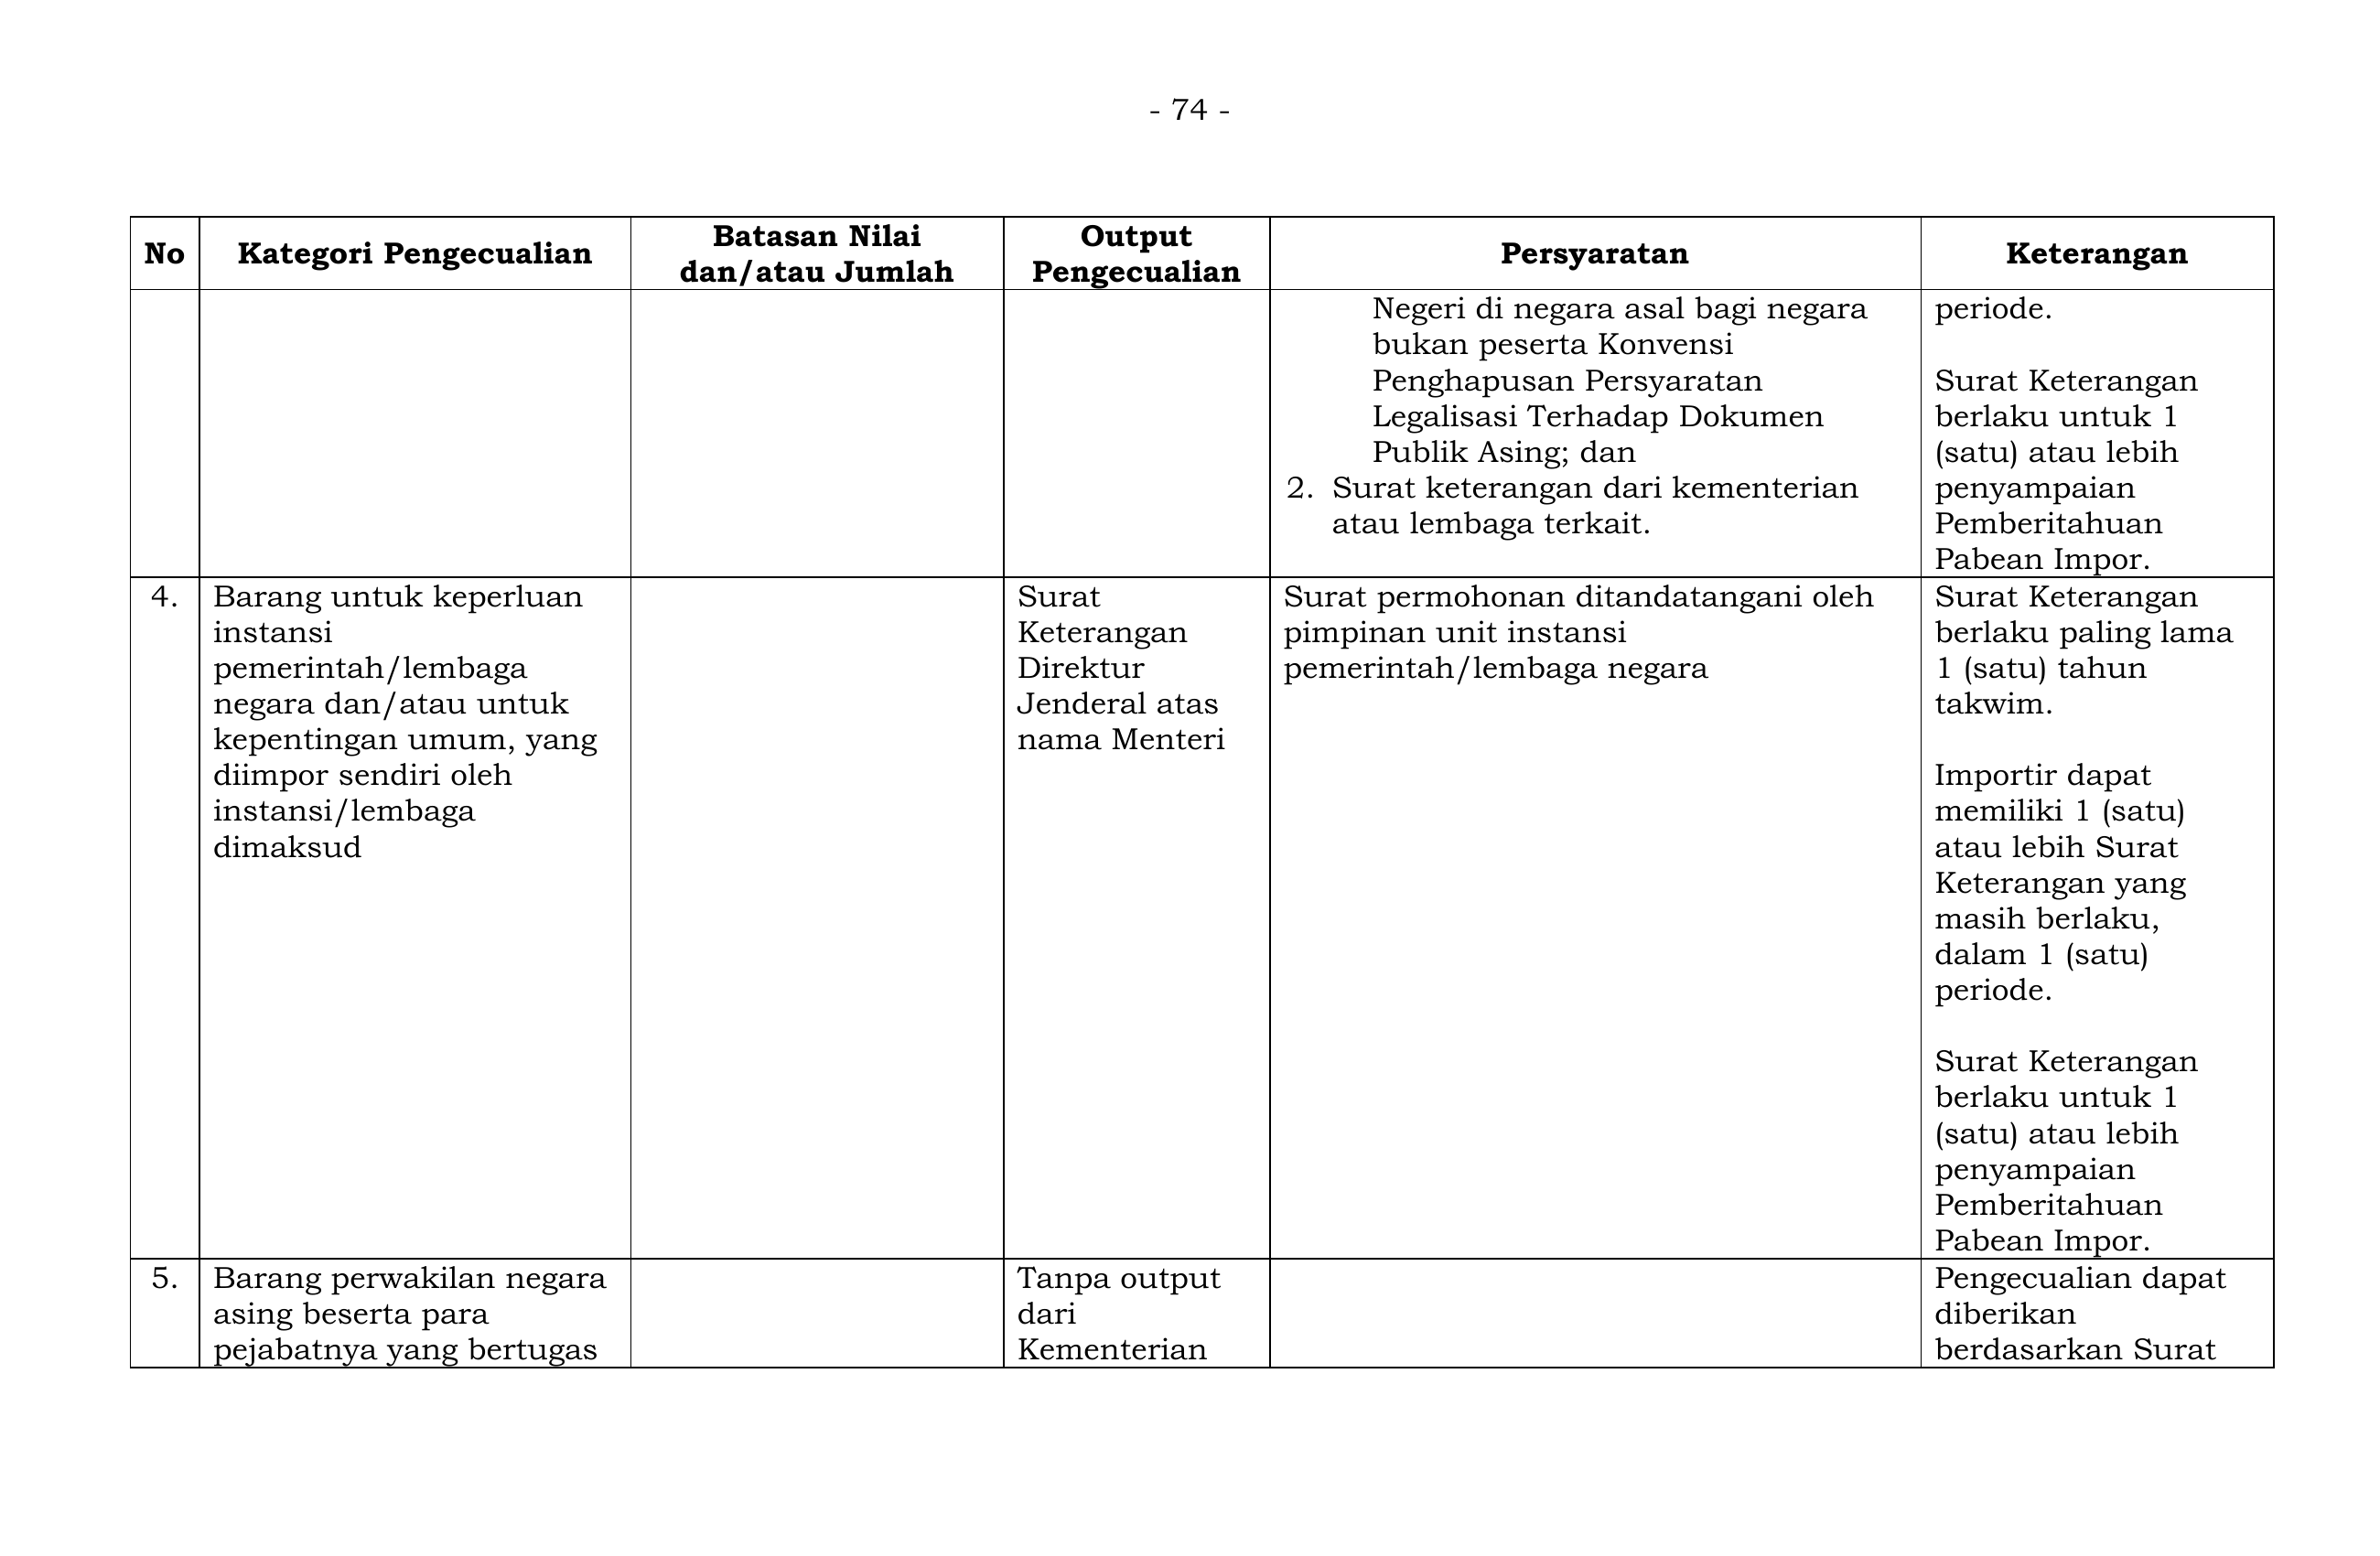 - 74 -
No
Kategori Pengecualian
Batasan Nilai
dan/atau Jumlah
Output
Pengecualian
Persyaratan
Keterangan
Negeri di negara asal bagi negara
bukan peserta Konvensi
Penghapusan Persyaratan
Legalisasi Terhadap Dokumen
Publik Asing; dan
2. Surat keterangan dari kementerian
atau lembaga terkait.
periode.
Surat Keterangan
berlaku untuk 1
(satu) atau lebih
penyampaian
Pemberitahuan
Pabean Impor.
4.
Barang untuk keperluan
instansi
pemerintah/lembaga
negara dan/atau untuk
kepentingan umum, yang
diimpor sendiri oleh
instansi/lembaga
dimaksud
Surat
Keterangan
Direktur
Jenderal atas
nama Menteri
Surat permohonan ditandatangani oleh
pimpinan unit instansi
pemerintah/lembaga negara
Surat Keterangan
berlaku paling lama
1 (satu) tahun
takwim.
Importir dapat
memiliki 1 (satu)
atau lebih Surat
Keterangan yang
masih berlaku,
dalam 1 (satu)
periode.
Surat Keterangan
berlaku untuk 1
(satu) atau lebih
penyampaian
Pemberitahuan
Pabean Impor.
5.
Barang perwakilan negara
asing beserta para
pejabatnya yang bertugas
Tanpa output
dari
Kementerian
Pengecualian dapat
diberikan
berdasarkan Surat